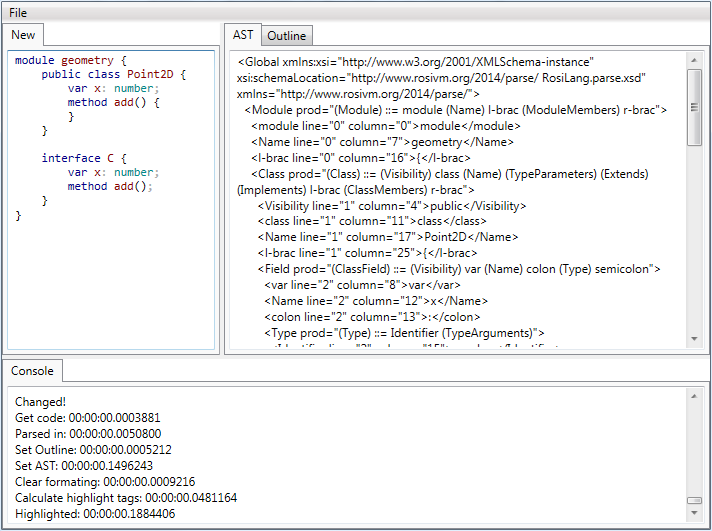 File
New
module geometry {
public class Point2D {
var x: number;
method add() {
}
}
interface C {
var x: number;
method add();
}
}
AST
Outline
<Global xmlns:xsi="http://www.w3.org/2001/XMLSchema-instance"
xsi:schemaLocation="http://www.rosivm.org/2014/parse/ RosiLang.parse.xsd"
xmlns="http://www.rosivm.org/2014/parse/">
<Module prod="(Module) ::= module (Name) l-brac (ModuleMembers) r-brac">
<module line="0" column="0">module</module>
<Name line="0" column="7">geometry</Name>
<l-brac line="0" column="16">{</l-brac>
<Class prod="(Class) ::= (Visibility) class (Name) (TypeParameters) (Extends)
(Implements) l-brac (ClassMembers) r-brac">
<Visibility line="1" column="4">public</Visibility>
<class line="1" column="11">class</class>
<Name line="1" column="17">Point2D</Name>
<l-brac line="1" column="25">{</l-brac>
<Field prod="(ClassField) ::= (Visibility) var (Name) colon (Type) semicolon">
<var line="2" column="8">var</var>
<Name line="2" column="12">x</Name>
<colon line="2" column="13">:</colon>
<Type prod="(Type) ::= Identifier (TypeArguments)">
Console
Changed!
Get code: 00:00:00.0003881
Parsed in: 00:00:00.0050800
Set Outline: 00:00:00.0005212
Set AST: 00:00:00.1496243
Clear formating: 00:00:00.0009216
Calculate highlight tags: 00:00:00.0481164
Highlighted: 00:00:00.1884406